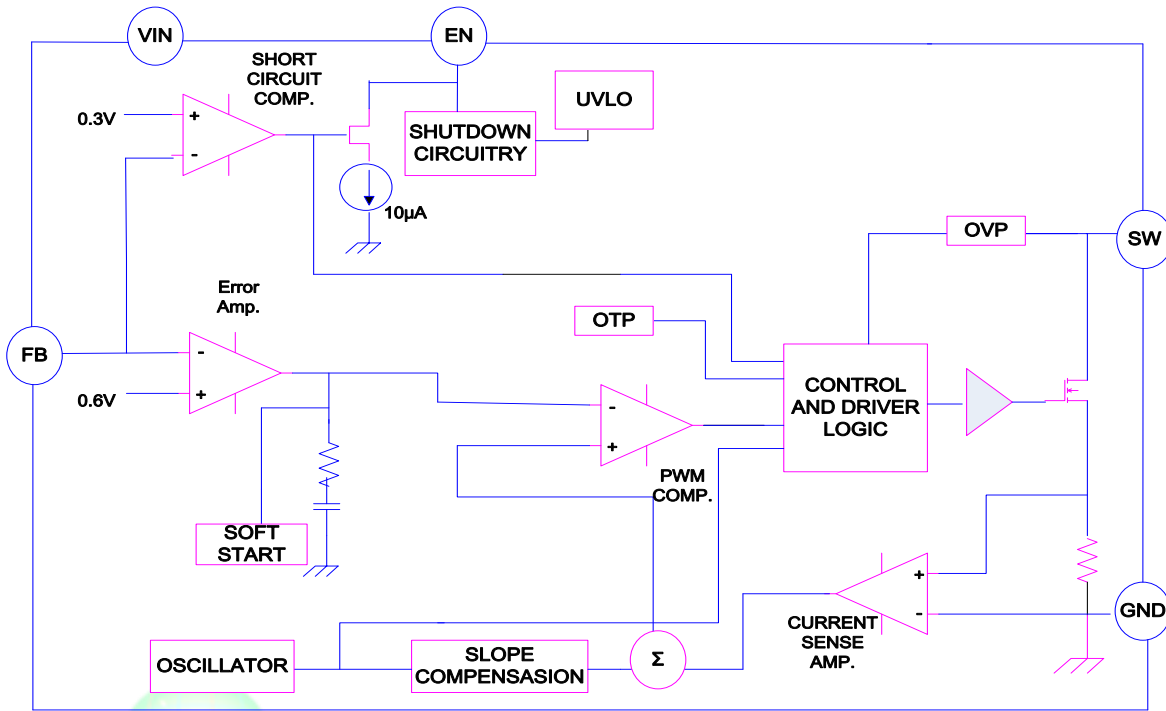 VIN
EN
SHORT
CIRCUIT
COMP.
UVLO
0.3V
+
-
SHUTDOWN
CIRCUITRY
10µA
OVP
SW
Error
Amp.
OTP
FB
-
+
0.6V
CONTROL
AND DRIVER
LOGIC
-
+
PWM
COMP.
SOFT
START
+
-
CURRENT
SENSE
AMP.
GND
OSCILLATOR
SLOPE
COMPENSASION
Σ